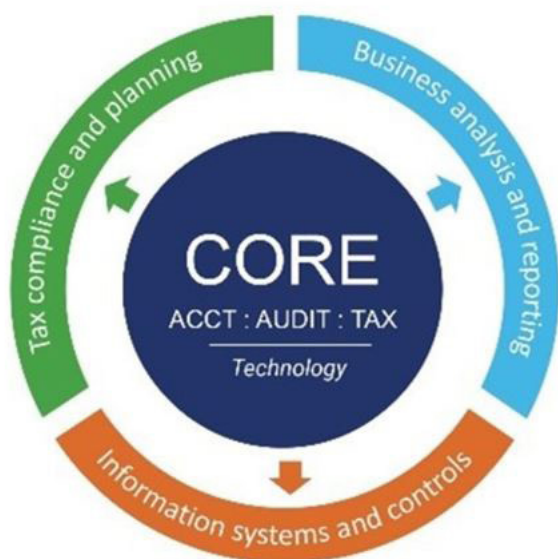 Tax compliance and planning
Business analysis and reporting
CORE
ACCT : AUDIT : TAX
Technology
Information systems and controls